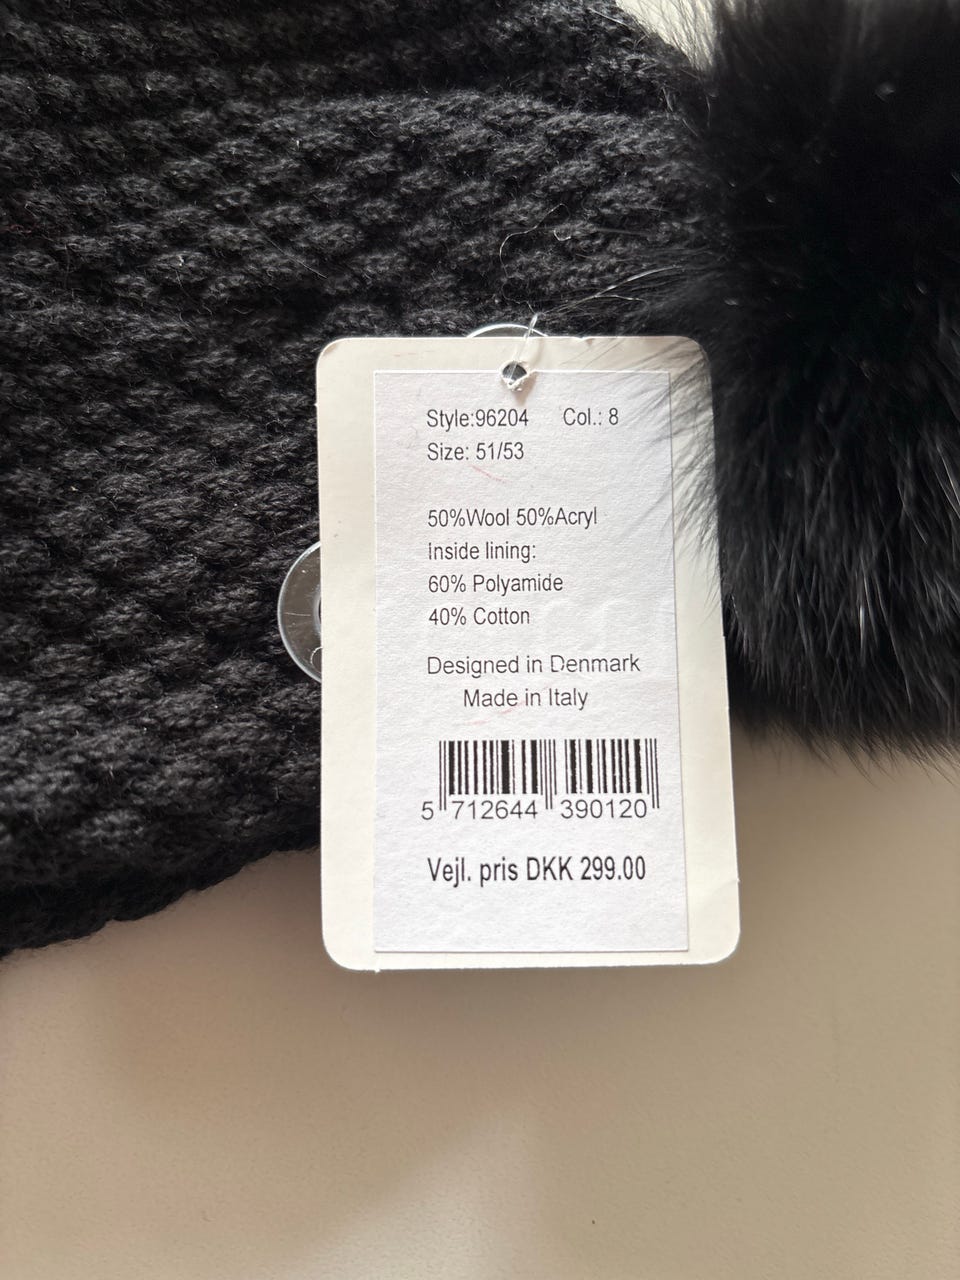 Style:96204 Col.: 8
Size: 51/53
50%Wool 50%Acryl
Inside lining:
60% Polyamide
40% Cotton
Designed in Denmark
Made in Italy
5 712644 390120
Vejl. pris DKK 299.00